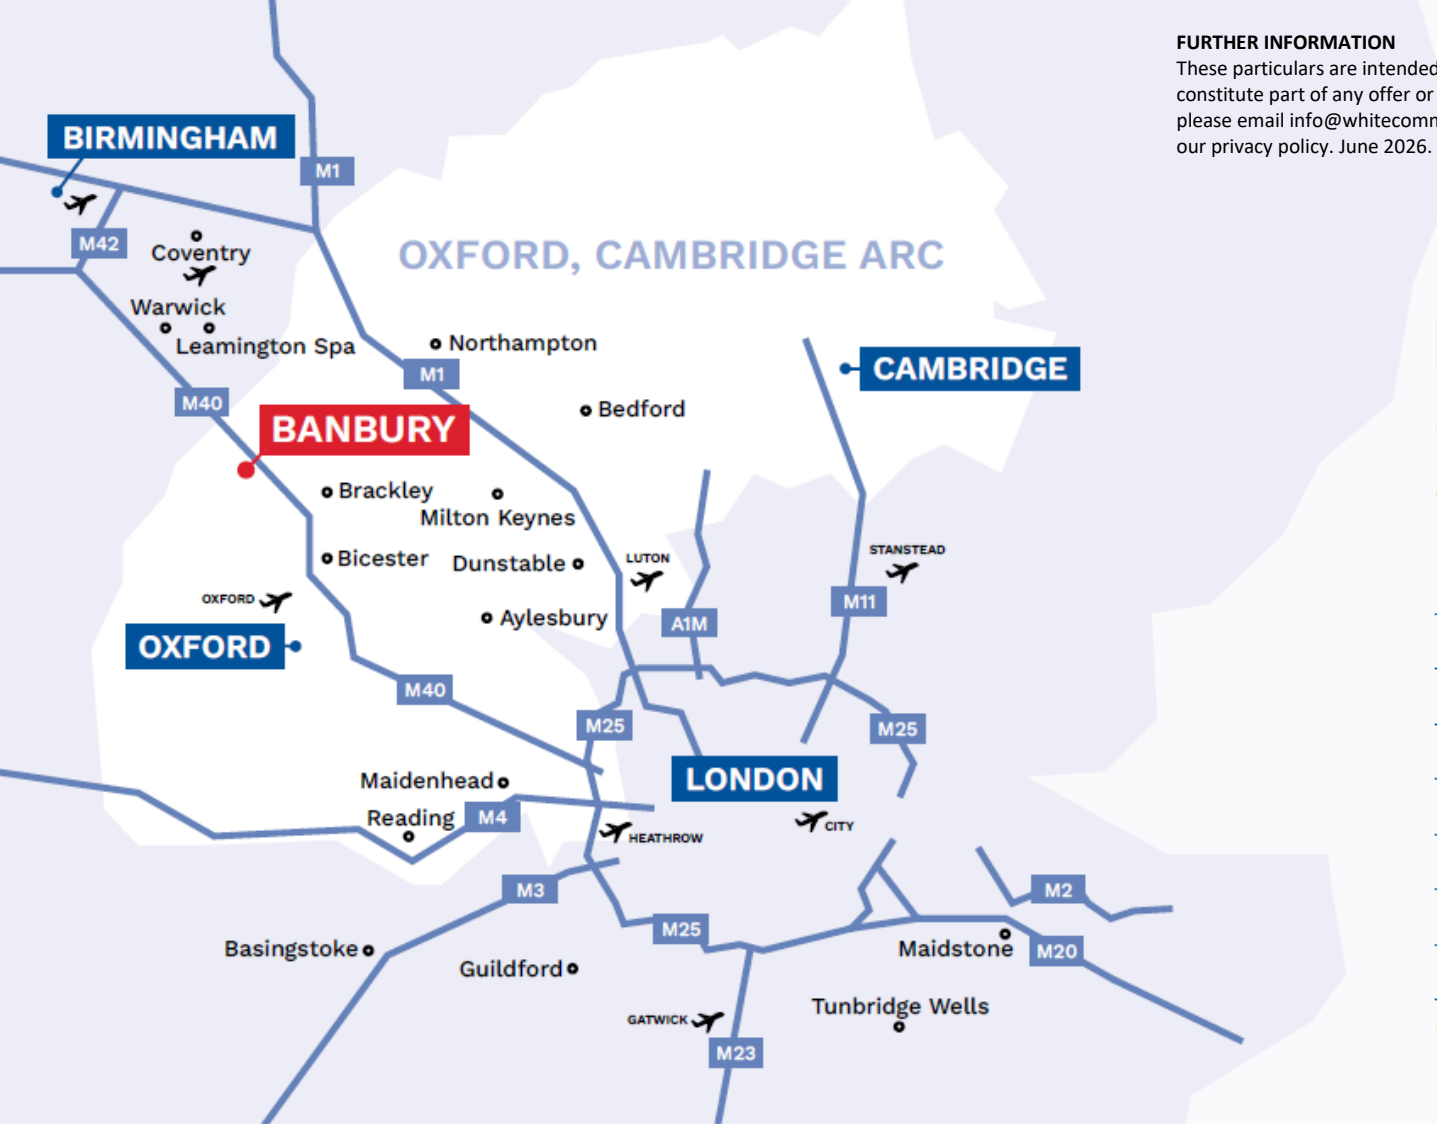 FURTHER INFORMATION
These particulars are intended
constitute part of any offer or
please email info@whitecomm
our privacy policy. June 2026.
BIRMINGHAM
M1
M42
Coventry
OXFORD, CAMBRIDGE ARC
Warwick
Leamington Spa
Northampton
M1
CAMBRIDGE
M40
Bedford
BANBURY
Brackley
Milton Keynes
STANSTEAD
Bicester
Dunstable
LUTON
OXFORD
M11
Aylesbury
A1M
OXFORD
M40
M25
M25
Maidenhead
LONDON
Reading
M4
CITY
HEATHROW
M3
M2
M25
Basingstoke
Maidstone
M20
Guildford
Tunbridge Wells
GATWICK
M23